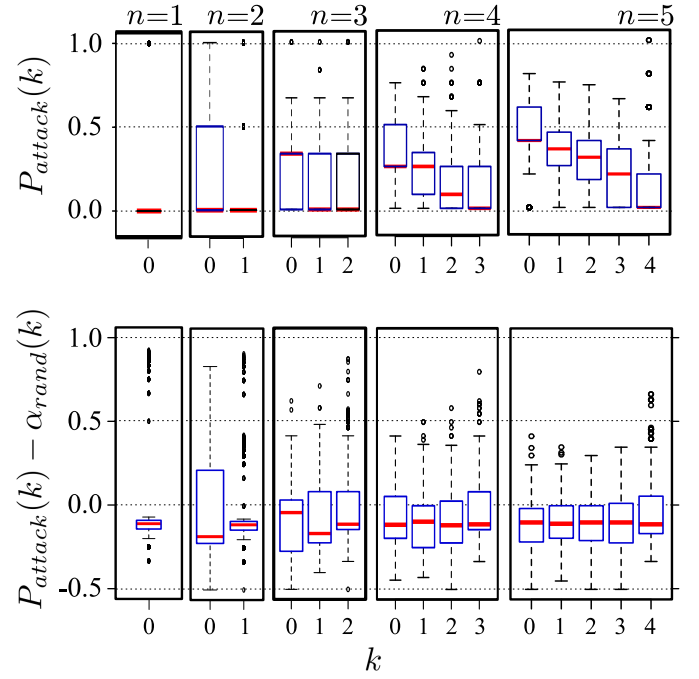 n=1 n=2 n=3 n=4 n=5
P_attack(k)
1.0
0.5
0.0
0 0 1 0 1 2 0 1 2 3 0 1 2 3 4
P_attack(k) − α_rand(k)
1.0
0.5
-0.0
-0.5
0 0 1 0 1 2 0 1 2 3 0 1 2 3 4
k